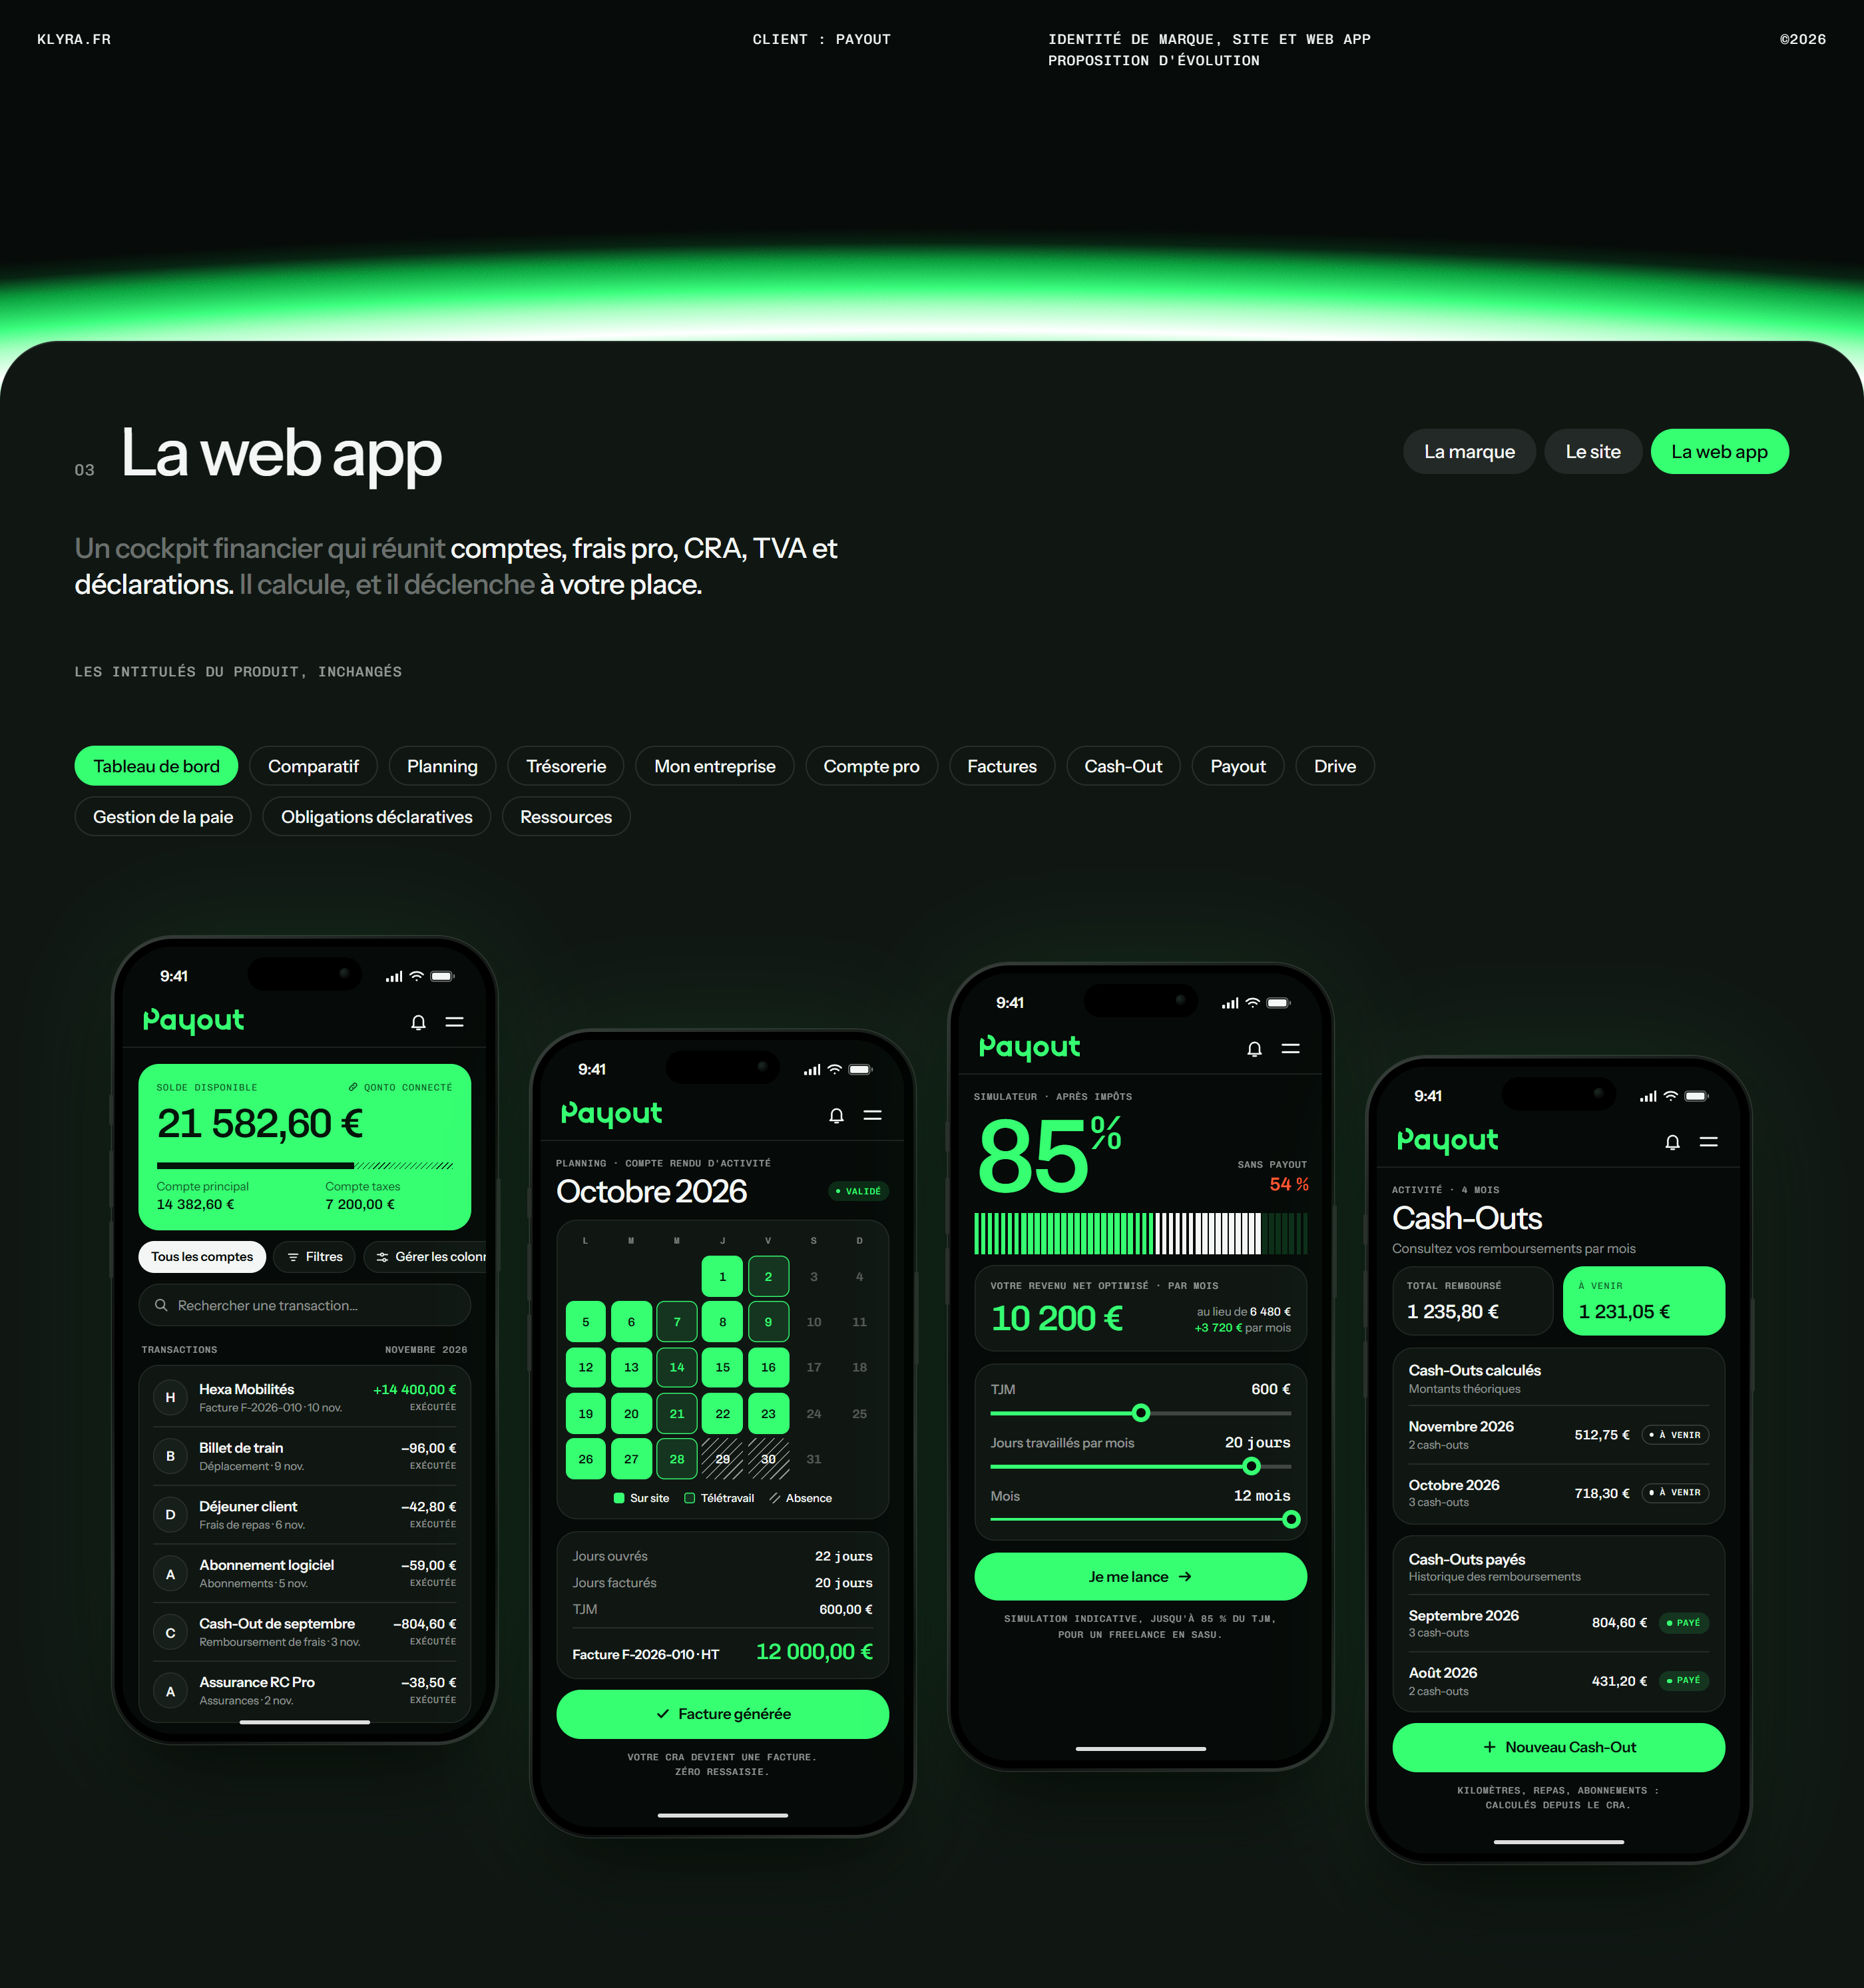 KLYRA.FR
CLIENT : PAYOUT
IDENTITÉ DE MARQUE, SITE ET WEB APP
PROPOSITION D'ÉVOLUTION
©2026
03
La web app
La marque
Le site
La web app
Un cockpit financier qui réunit comptes, frais pro, CRA, TVA et
déclarations. Il calcule, et il déclenche à votre place.
LES INTITULÉS DU PRODUIT, INCHANGÉS
Tableau de bord
Comparatif
Planning
Trésorerie
Mon entreprise
Compte pro
Factures
Cash-Out
Payout
Drive
Gestion de la paie
Obligations déclaratives
Ressources
9:41
Payout
SOLDE DISPONIBLE
QONTO CONNECTÉ
21 582,60 €
Compte principal
Compte taxes
14 382,60 €
7 200,00 €
Tous les comptes
Filtres
Gérer les colonn
Rechercher une transaction…
TRANSACTIONS
NOVEMBRE 2026
H
Hexa Mobilités
+14 400,00 €
Facture F-2026-010 · 10 nov.
EXÉCUTÉE
B
Billet de train
−96,00 €
Déplacement · 9 nov.
EXÉCUTÉE
D
Déjeuner client
−42,80 €
Frais de repas · 6 nov.
EXÉCUTÉE
A
Abonnement logiciel
−59,00 €
Abonnements · 5 nov.
EXÉCUTÉE
C
Cash-Out de septembre
−804,60 €
Remboursement de frais · 3 nov.
EXÉCUTÉE
A
Assurance RC Pro
−38,50 €
Assurances · 2 nov.
EXÉCUTÉE
9:41
Payout
PLANNING · COMPTE RENDU D'ACTIVITÉ
Octobre 2026
VALIDÉ
L M M J V S D
1 2 3 4
5 6 7 8 9 10 11
12 13 14 15 16 17 18
19 20 21 22 23 24 25
26 27 28 29 30 31
Sur site
Télétravail
Absence
Jours ouvrés
22 jours
Jours facturés
20 jours
TJM
600,00 €
Facture F-2026-010 · HT
12 000,00 €
Facture générée
VOTRE CRA DEVIENT UNE FACTURE.
ZÉRO RESSAISIE.
9:41
Payout
SIMULATEUR · APRÈS IMPÔTS
85%
SANS PAYOUT
54 %
VOTRE REVENU NET OPTIMISÉ · PAR MOIS
10 200 €
au lieu de 6 480 €
+3 720 € par mois
TJM
600 €
Jours travaillés par mois
20 jours
Mois
12 mois
Je me lance
SIMULATION INDICATIVE, JUSQU'À 85 % DU TJM,
POUR UN FREELANCE EN SASU.
9:41
Payout
ACTIVITÉ · 4 MOIS
Cash-Outs
Consultez vos remboursements par mois
TOTAL REMBOURSÉ
1 235,80 €
À VENIR
1 231,05 €
Cash-Outs calculés
Montants théoriques
Novembre 2026
2 cash-outs
512,75 €
À VENIR
Octobre 2026
3 cash-outs
718,30 €
À VENIR
Cash-Outs payés
Historique des remboursements
Septembre 2026
3 cash-outs
804,60 €
PAYÉ
Août 2026
2 cash-outs
431,20 €
PAYÉ
Nouveau Cash-Out
KILOMÈTRES, REPAS, ABONNEMENTS :
CALCULÉS DEPUIS LE CRA.